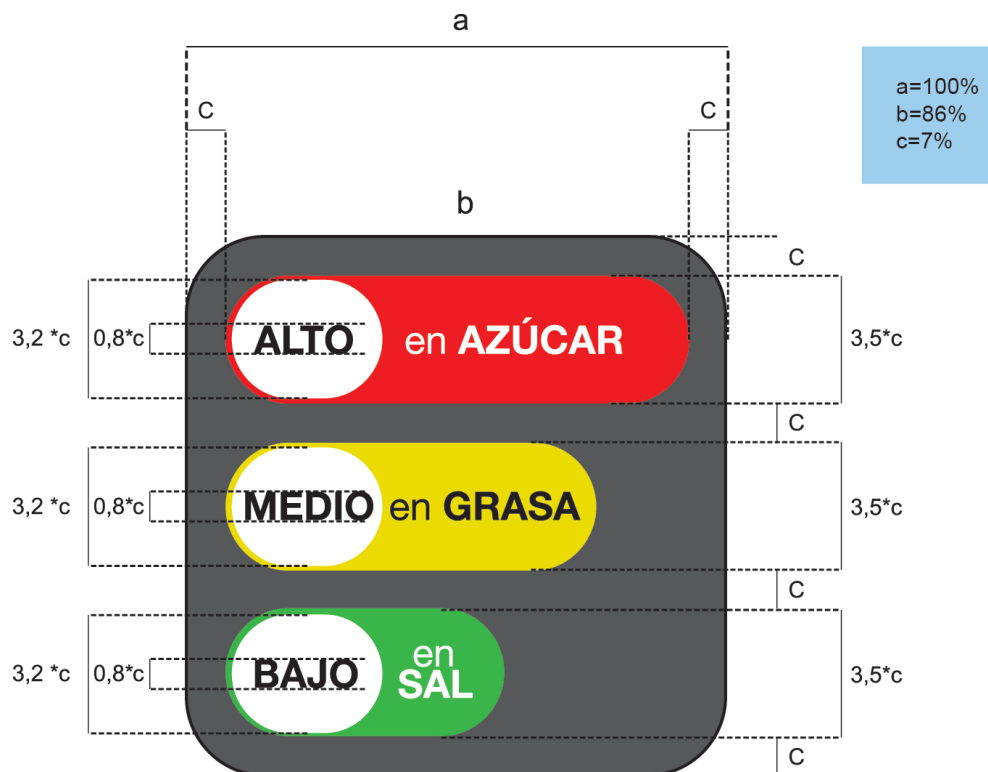 a
a=100%
b=86%
c=7%
C
C
b
C
3,2 *c
0,8*c
ALTO
en AZÚCAR
3,5*c
C
3,2 *c
0,8*c
MEDIO
en GRASA
3,5*c
C
3,2 *c
0,8*c
BAJO
en
SAL
3,5*c
C